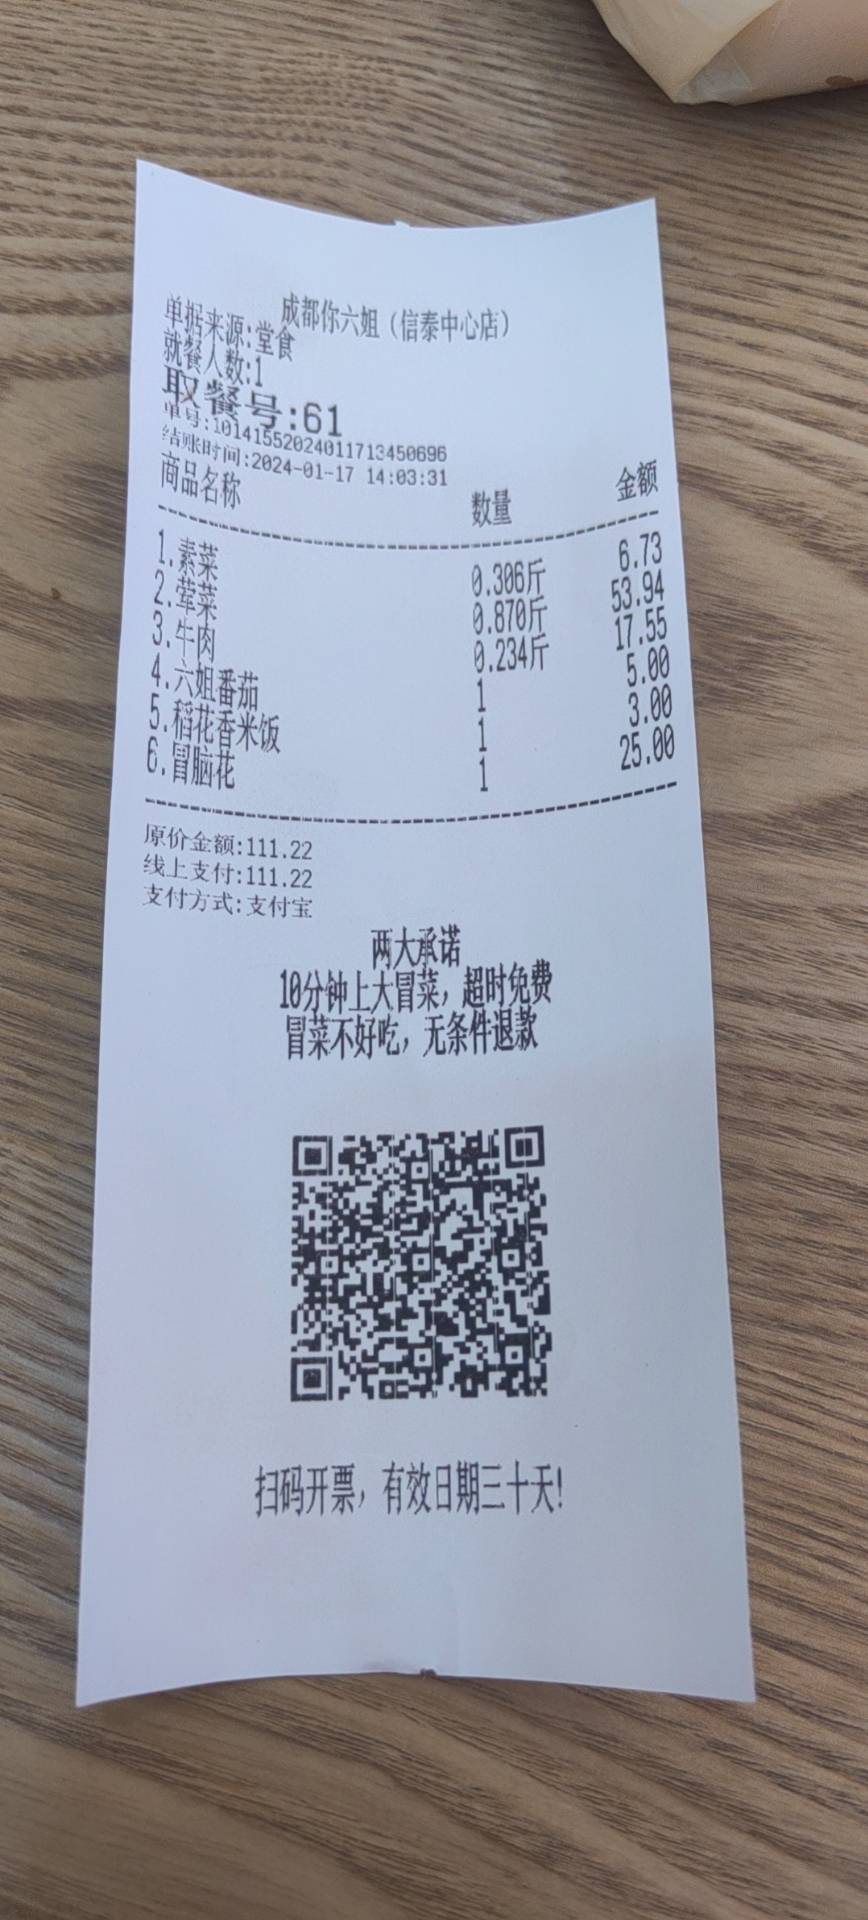 成都你六姐（信泰中心店）
单据来源:堂食
就餐人数:1
取餐号:61
单号:10141552024011713450696
结账时间:2024-01-17 14:03:31
商品名称 数量 金额
1.素菜 0.306斤 6.73
2.荤菜 0.870斤 53.94
3.牛肉 0.234斤 17.55
4.六姐番茄 1 5.00
5.稻花香米饭 1 3.00
6.冒脑花 1 25.00
原价金额:111.22
线上支付:111.22
支付方式:支付宝
两大承诺
10分钟上大冒菜，超时免费
冒菜不好吃，无条件退款
扫码开票，有效日期三十天!